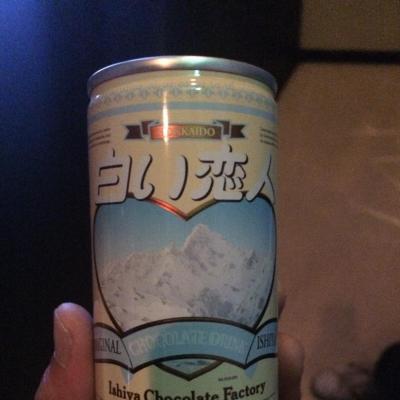 HOKKAIDO
白い恋人
ORIGINAL CHOCOLATE DRINK ISHIYA
Ishiya Chocolate Factory